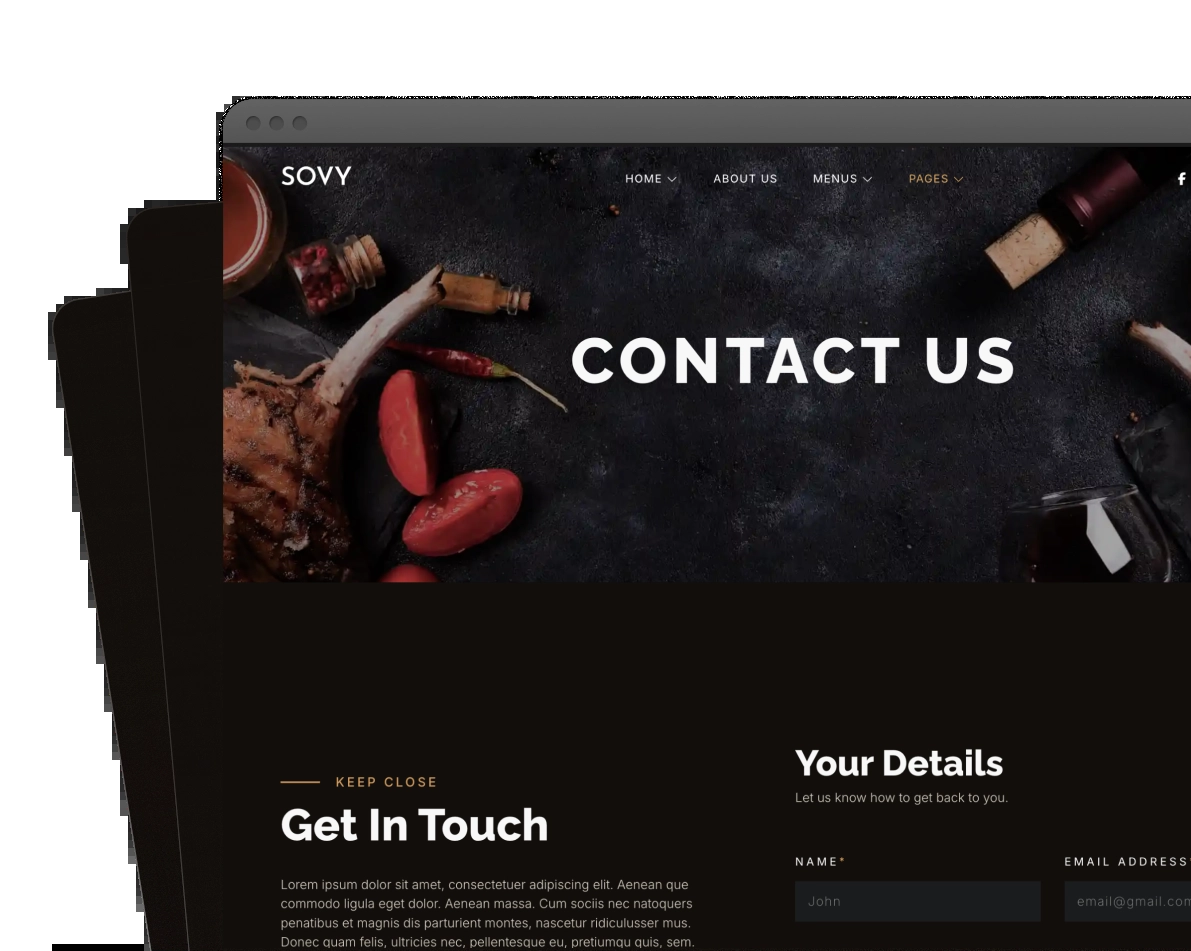 SOVY
HOME
ABOUT US
MENUS
PAGES
CONTACT US
KEEP CLOSE
Get In Touch
Lorem ipsum dolor sit amet, consectetuer adipiscing elit. Aenean que
commodo ligula eget dolor. Aenean massa. Cum sociis nec natoquers
penatibus et magnis dis parturient montes, nascetur ridiculusser mus.
Donec quam felis, ultricies nec, pellentesque eu, pretiumqu quis, sem.
Your Details
Let us know how to get back to you.
NAME*
John
EMAIL ADDRESS*
email@gmail.com